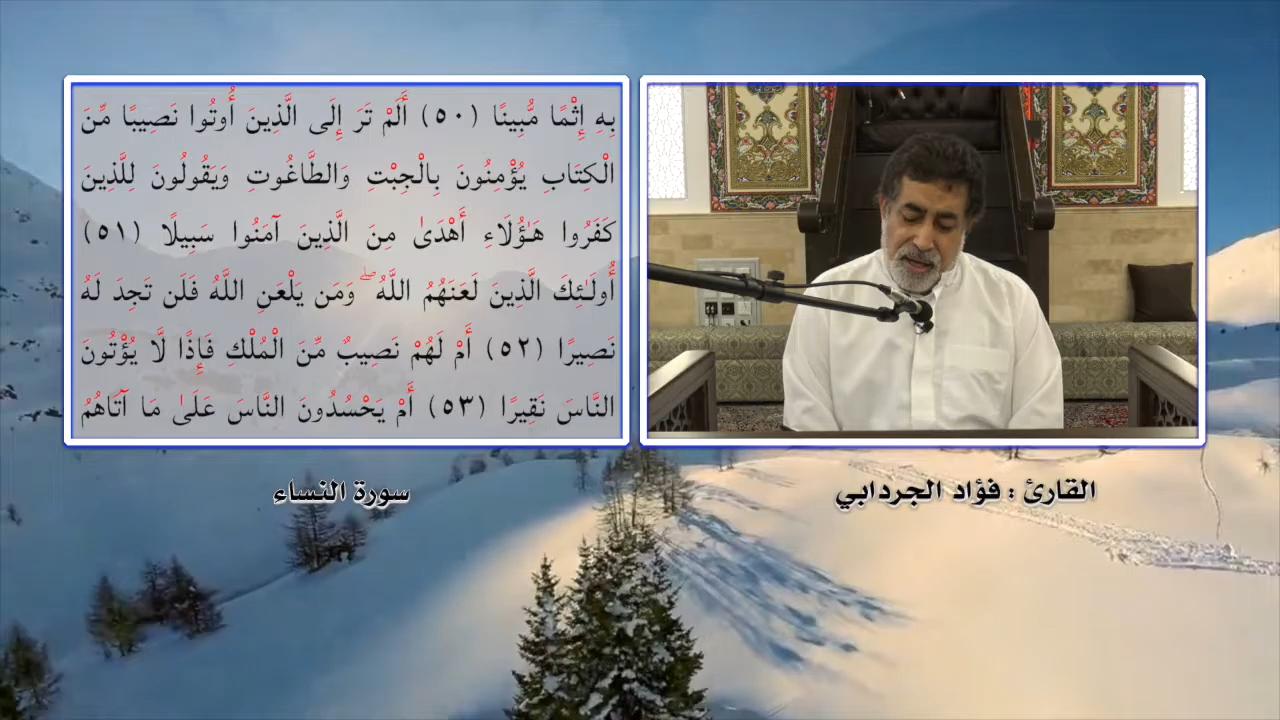 بِهِ إِثْمًا مُّبِينًا (٥٠) أَلَمْ تَرَ إِلَى الَّذِينَ أُوتُوا نَصِيبًا مِّنَ
الْكِتَابِ يُؤْمِنُونَ بِالْجِبْتِ وَالطَّاغُوتِ وَيَقُولُونَ لِلَّذِينَ
كَفَرُوا هَٰؤُلَاءِ أَهْدَىٰ مِنَ الَّذِينَ آمَنُوا سَبِيلًا (٥١)
أُولَٰئِكَ الَّذِينَ لَعَنَهُمُ اللَّهُ ۖ وَمَن يَلْعَنِ اللَّهُ فَلَن تَجِدَ لَهُ
نَصِيرًا (٥٢) أَمْ لَهُمْ نَصِيبٌ مِّنَ الْمُلْكِ فَإِذًا لَّا يُؤْتُونَ
النَّاسَ نَقِيرًا (٥٣) أَمْ يَحْسُدُونَ النَّاسَ عَلَىٰ مَا آتَاهُمُ
القارئ : فؤاد الجردابي
سورة النساء